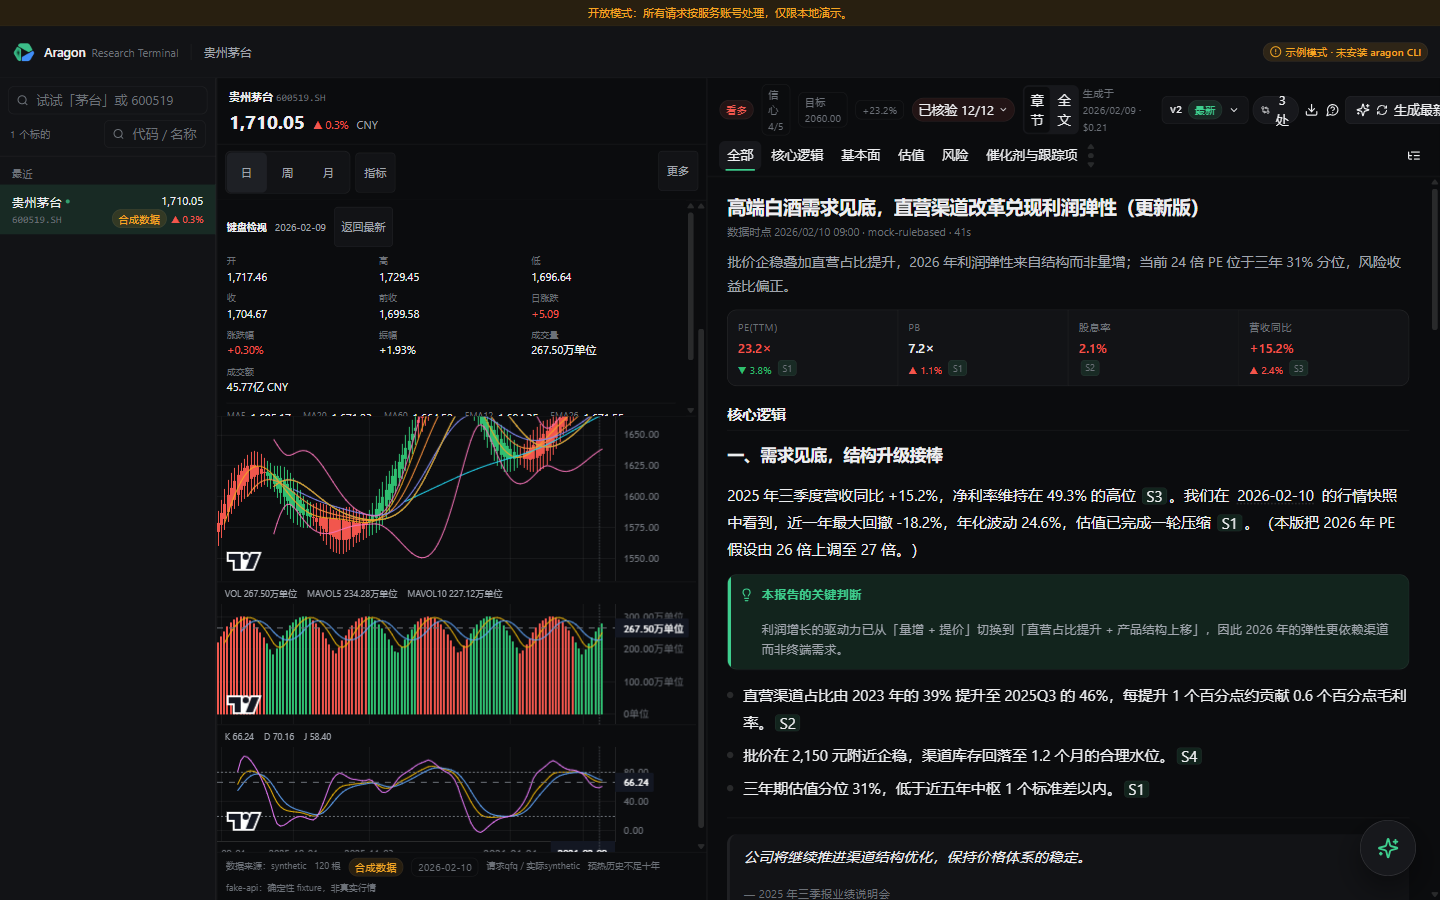 开放模式：所有请求按服务账号处理，仅限本地演示。
Aragon Research Terminal 贵州茅台
示例模式 · 未安装 aragon CLI
试试「茅台」或 600519
1 个标的
代码 / 名称
最近
贵州茅台 1,710.05
600519.SH 合成数据 ▲ 0.3%
贵州茅台 600519.SH
1,710.05 ▲ 0.3% CNY
日 周 月 指标 更多
键盘检视 2026-02-09 返回最新
开 高 低
1,717.46 1,729.45 1,696.64
收 前收 日涨跌
1,704.67 1,699.58 +5.09
涨跌幅 振幅 成交量
+0.30% +1.93% 267.50万单位
成交额
45.77亿 CNY
1650.00
1625.00
1600.00
1575.00
1550.00
VOL 267.50万单位 MAVOL5 234.28万单位 MAVOL10 227.12万单位
300.00万单位
267.50万单位
200.00万单位
100.00万单位
0单位
K 66.24 D 70.16 J 58.40
80.00
66.24
40.00
0.00
数据来源：synthetic 120 根 合成数据 2026-02-10 请求qfq / 实际synthetic 预热历史不足十年
fake-api：确定性 fixture，非真实行情
看多
信心 4/5
目标 2060.00
+23.2%
已核验 12/12
章节 全文
生成于 2026/02/09 · $0.21
v2 最新
3 处
生成最新
全部 核心逻辑 基本面 估值 风险 催化剂与跟踪项
高端白酒需求见底，直营渠道改革兑现利润弹性（更新版）
数据时点 2026/02/10 09:00 · mock-rulebased · 41s
批价企稳叠加直营占比提升，2026 年利润弹性来自结构而非量增；当前 24 倍 PE 位于三年 31% 分位，风险收
益比偏正。
PE(TTM) PB 股息率 营收同比
23.2× 7.2× 2.1% +15.2%
▼ 3.8% S1 ▲ 1.1% S1 S2 ▲ 2.4% S3
核心逻辑
一、需求见底，结构升级接棒
2025 年三季度营收同比 +15.2%，净利率维持在 49.3% 的高位 S3 。我们在 2026-02-10 的行情快照
中看到，近一年最大回撤 -18.2%，年化波动 24.6%，估值已完成一轮压缩 S1 。（本版把 2026 年 PE
假设由 26 倍上调至 27 倍。）
本报告的关键判断
利润增长的驱动力已从「量增 + 提价」切换到「直营占比提升 + 产品结构上移」，因此 2026 年的弹性更依赖渠道
而非终端需求。
直营渠道占比由 2023 年的 39% 提升至 2025Q3 的 46%，每提升 1 个百分点约贡献 0.6 个百分点毛利
率。 S2
批价在 2,150 元附近企稳，渠道库存回落至 1.2 个月的合理水位。 S4
三年期估值分位 31%，低于近五年中枢 1 个标准差以内。 S1
公司将继续推进渠道结构优化，保持价格体系的稳定。
— 2025 年三季报业绩说明会